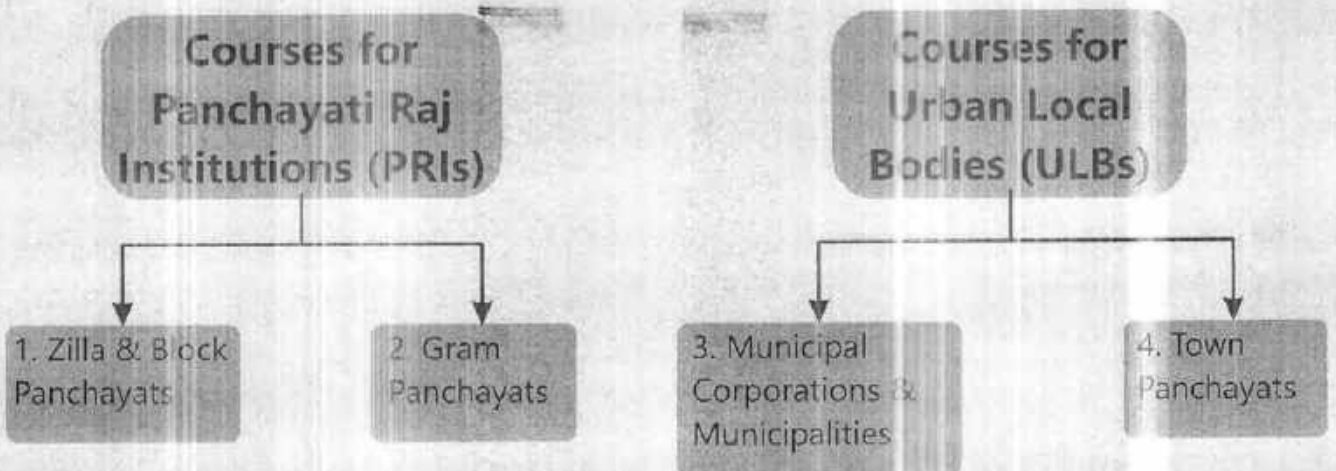 Courses for
Panchayati Raj
Institutions (PRIs)
Courses for
Urban Local
Bodies (ULBs)
1. Zilla & Block
Panchayats
2. Gram
Panchayats
3. Municipal
Corporations &
Municipalities
4. Town
Panchayats